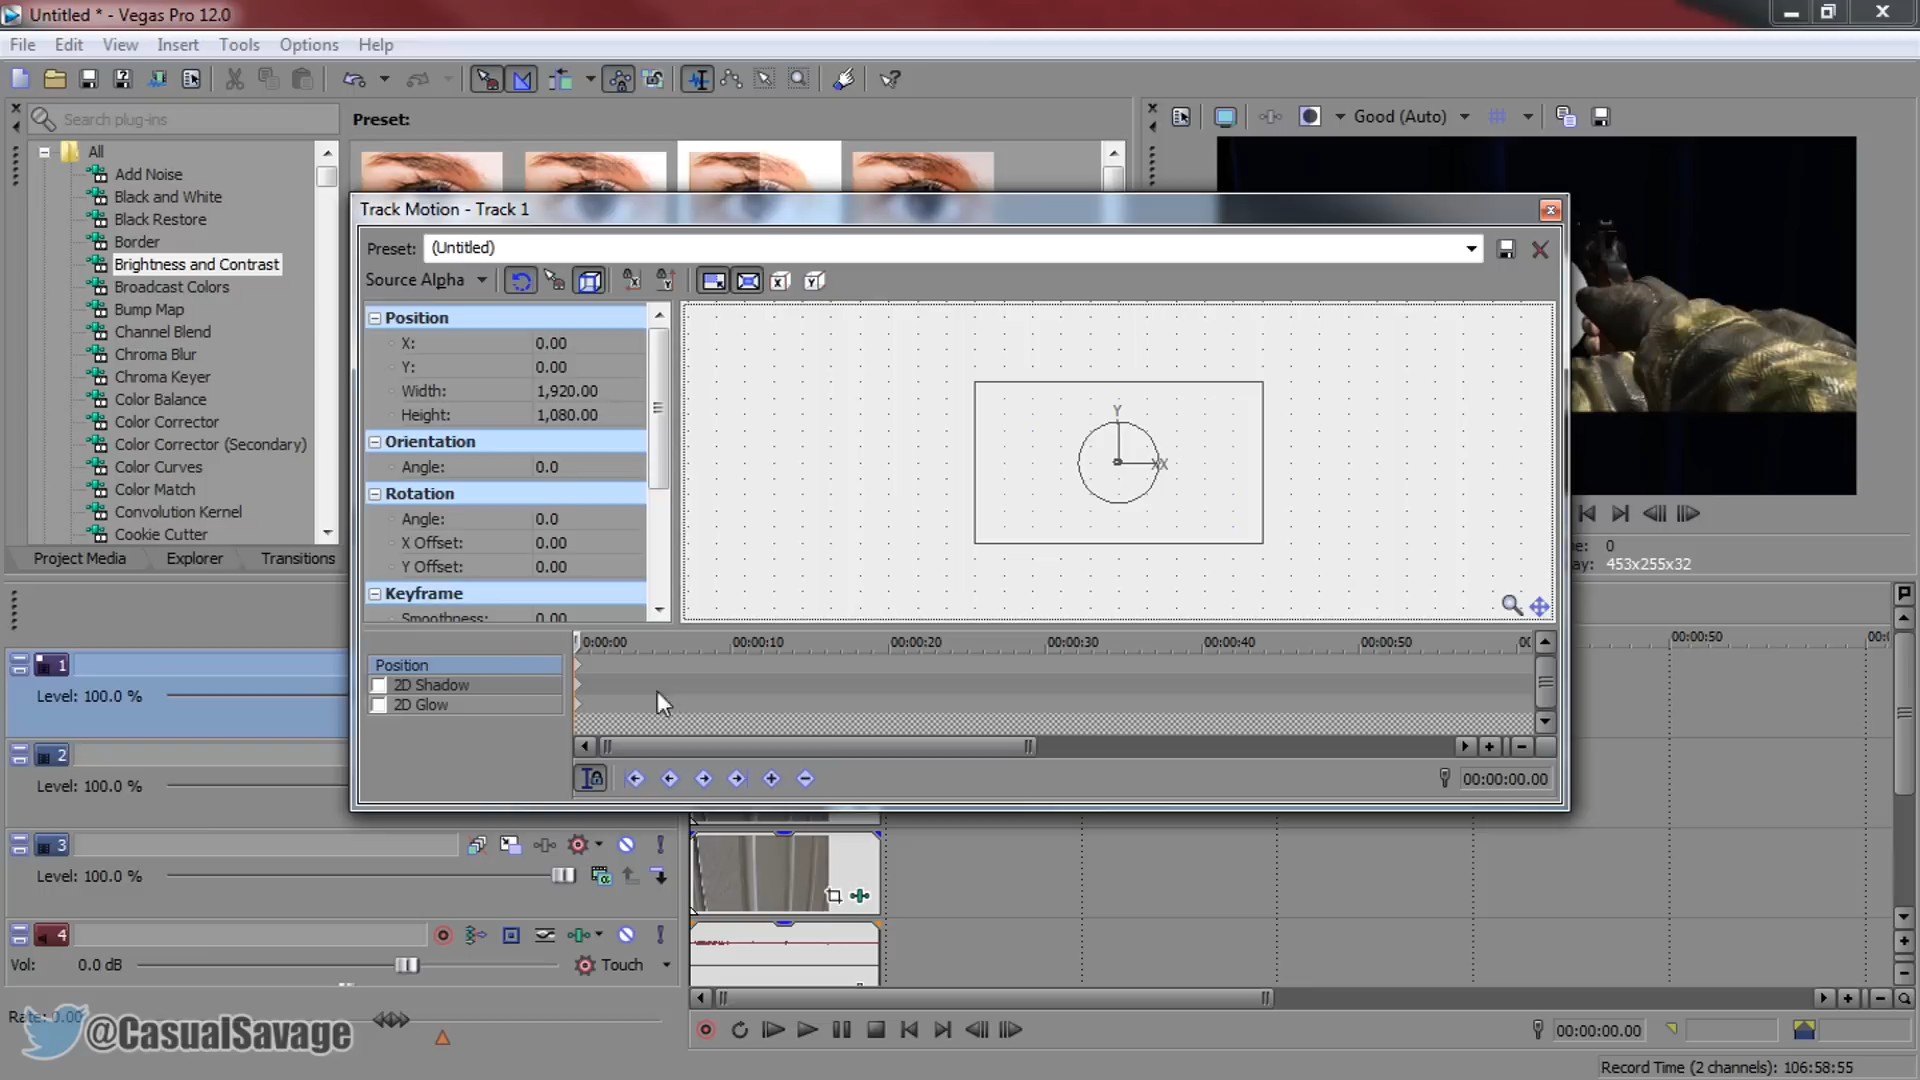 Untitled * - Vegas Pro 12.0
File Edit View Insert Tools Options Help
Search plug-ins
Preset:
Good (Auto)
All
Add Noise
Black and White
Black Restore
Border
Brightness and Contrast
Broadcast Colors
Bump Map
Channel Blend
Chroma Blur
Chroma Keyer
Color Balance
Color Corrector
Color Corrector (Secondary)
Color Curves
Color Match
Convolution Kernel
Cookie Cutter
Project Media Explorer Transitions
Track Motion - Track 1
Preset: (Untitled)
Source Alpha
Position
X: 0.00
Y: 0.00
Width: 1,920.00
Height: 1,080.00
Orientation
Angle: 0.0
Rotation
Angle: 0.0
X Offset: 0.00
Y Offset: 0.00
Keyframe
Smoothness: 0.00
Y
X
0:00:00 00:00:10 00:00:20 00:00:30 00:00:40 00:00:50
Position
2D Shadow
2D Glow
00:00:00.00
0
453x255x32
00:00:50
1
Level: 100.0 %
2
Level: 100.0 %
3
Level: 100.0 %
4
Vol: 0.0 dB Touch
Rate: 0.00
@CasualSavage
00:00:00.00
Record Time (2 channels): 106:58:55